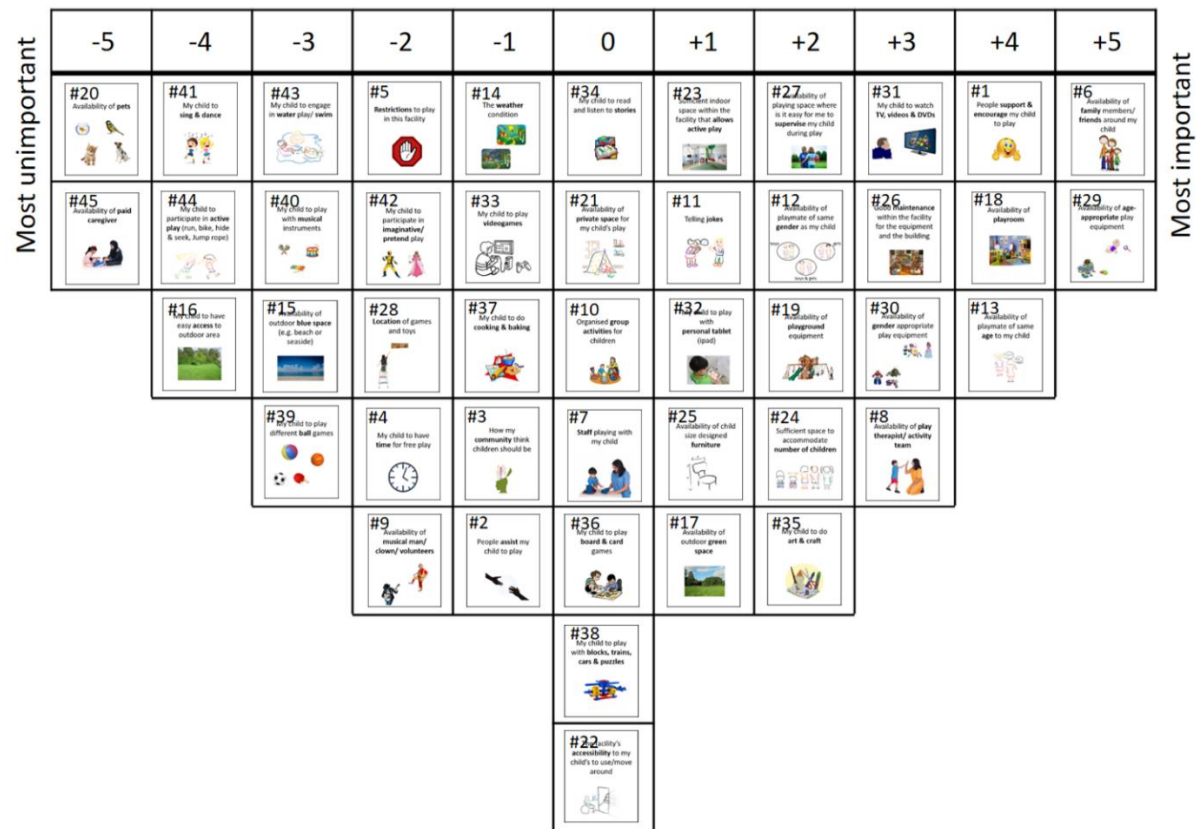 Most unimportant
-5
-4
-3
-2
-1
0
+1
+2
+3
+4
+5
Most important
#20
Availability of pets
#41
My child to
sing & dance
#43
My child to engage
in water play/ swim
#5
Restrictions to play
in this facility
#14
The weather
condition
#34
My child to read
and listen to stories
#23
Sufficient indoor
space within the
facility that allows
active play
#27
Availability of
playing space where
is it easy for me to
supervise my child
during play
#31
My child to watch
TV, videos & DVDs
#1
People support &
encourage my child
to play
#6
Availability of
family members/
friends around my
child
#45
Availability of paid
caregiver
#44
My child to
participate in active
play (run, bike, hide
& seek, Jump rope)
#40
My child to play
with musical
instruments
#42
My child to
participate in
imaginative/
pretend play
#33
My child to play
videogames
#21
Availability of
private space for
my child's play
#11
Telling jokes
#12
Availability of
playmate of same
gender as my child
boys & girls
#26
Good maintenance
within the facility
for the equipment
and the building
#18
Availability of
playroom
#29
Availability of age-
appropriate play
equipment
#16
My child to have
easy access to
outdoor area
#15
Availability of
outdoor blue space
(e.g. beach or
seaside)
#28
Location of games
and toys
#37
My child to do
cooking & baking
#10
Organised group
activities for
children
#32
My child to play
with
personal tablet
(ipad)
#19
Availability of
playground
equipment
#30
Availability of
gender appropriate
play equipment
#13
Availability of
playmate of same
age to my child
#39
My child to play
different ball games
#4
My child to have
time for free play
#3
How my
community think
children should be
#7
Staff playing with
my child
#25
Availability of child
size designed
furniture
#24
Sufficient space to
accommodate
number of children
#8
Availability of play
therapist/ activity
team
#9
Availability of
musical man/
clown/ volunteers
#2
People assist my
child to play
#36
My child to play
board & card
games
#17
Availability of
outdoor green
space
#35
My child to do
art & craft
#38
My child to play
with blocks, trains,
cars & puzzles
#22
facility's
accessibility to my
child's to use/move
around